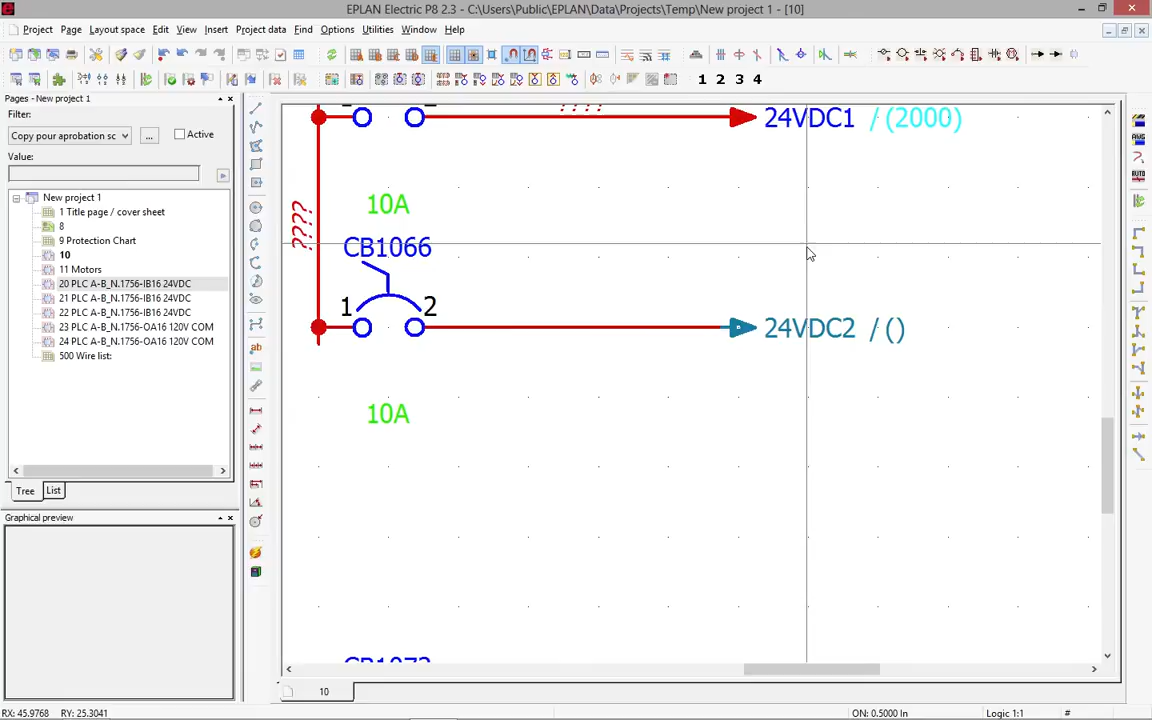 EPLAN Electric P8 2.3 - C:\Users\Public\EPLAN\Data\Projects\Temp\New project 1 - [10]
Project Page Layout space Edit View Insert Project data Find Options Utilities Window Help
1 2 3 4
Pages - New project 1
Filter:
Copy pour aprobation sc
...
Active
Value:
New project 1
1 Title page / cover sheet
8
9 Protection Chart
10
11 Motors
20 PLC A-B_N.1756-IB16 24VDC
21 PLC A-B_N.1756-IB16 24VDC
22 PLC A-B_N.1756-IB16 24VDC
23 PLC A-B_N.1756-OA16 120V COM
24 PLC A-B_N.1756-OA16 120V COM
500 Wire list:
Tree List
Graphical preview
ab
AUTO
????
24VDC1 / (2000)
10A
????
CB1066
1 2
24VDC2 / ()
10A
10
RX: 45.9768 RY: 25.3041
ON: 0.5000 In
Logic 1:1
#